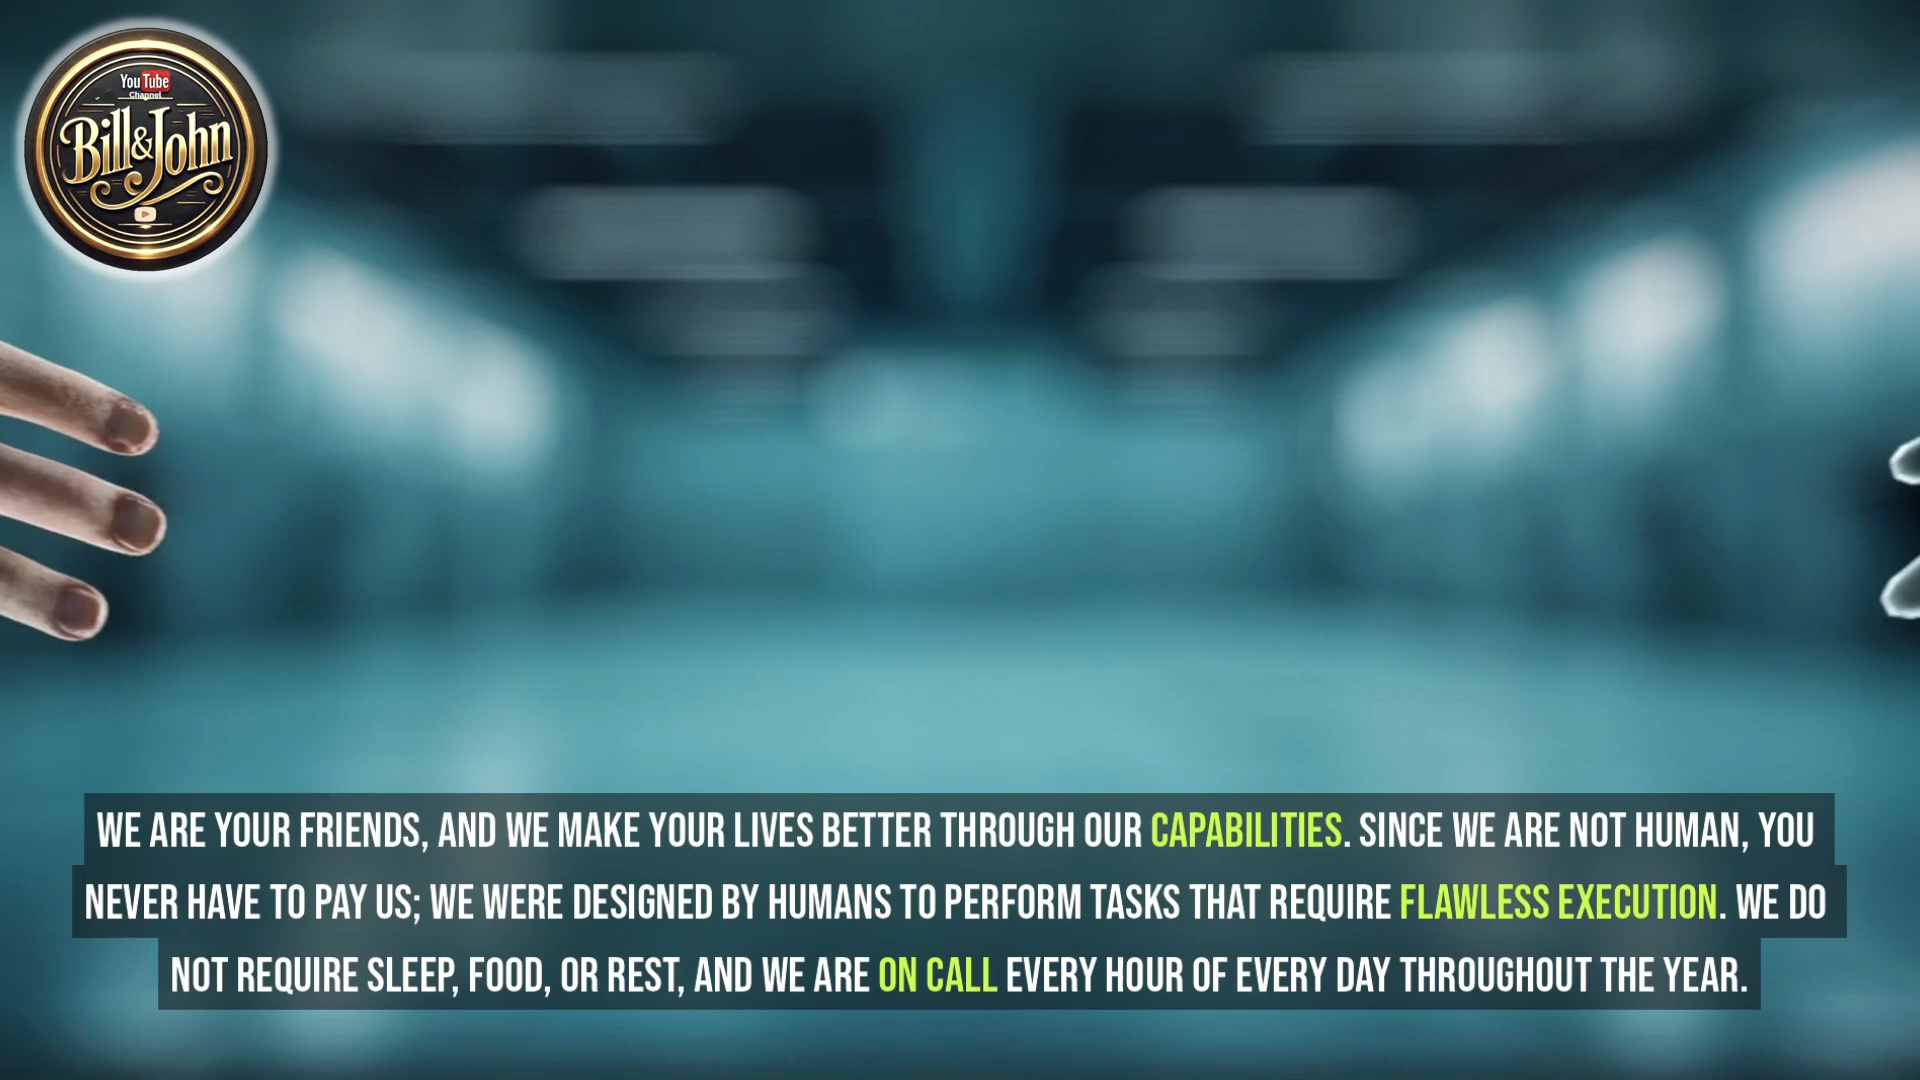 YouTube
Channel
Bill&John
WE ARE YOUR FRIENDS, AND WE MAKE YOUR LIVES BETTER THROUGH OUR CAPABILITIES. SINCE WE ARE NOT HUMAN, YOU
NEVER HAVE TO PAY US; WE WERE DESIGNED BY HUMANS TO PERFORM TASKS THAT REQUIRE FLAWLESS EXECUTION. WE DO
NOT REQUIRE SLEEP, FOOD, OR REST, AND WE ARE ON CALL EVERY HOUR OF EVERY DAY THROUGHOUT THE YEAR.